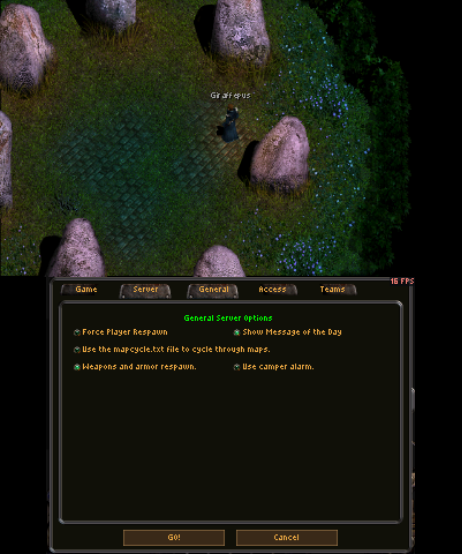 Giraffepus
16 FPS
Game Server General Access Teams
General Server Options
Force Player Respawn Show Message of the Day
Use the mapcycle.txt file to cycle through maps.
Weapons and armor respawn. Use camper alarm.
GO! Cancel